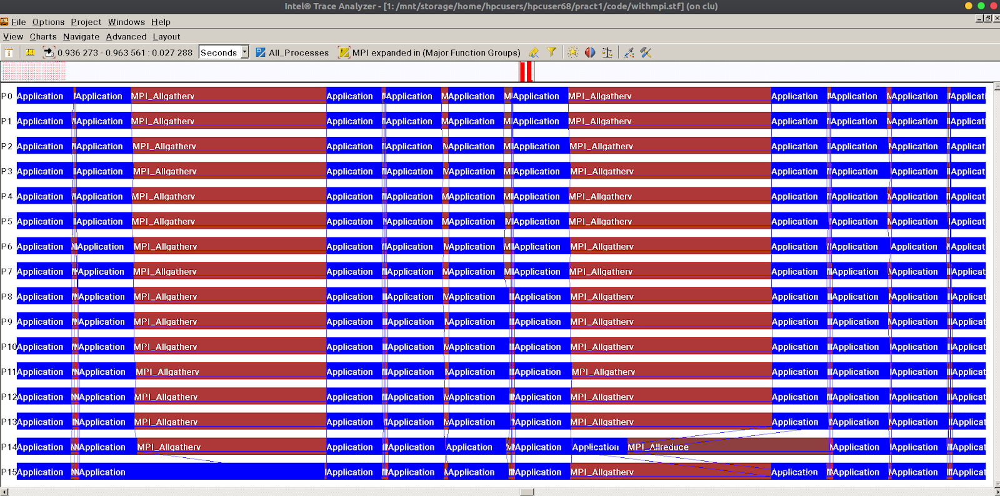 Intel® Trace Analyzer - [1: /mnt/storage/home/hpcusers/hpcuser68/pract1/code/withmpi.stf] (on clu)
File Options Project Windows Help
View Charts Navigate Advanced Layout
0.936 273 - 0.963 561 : 0.027 288 Seconds All_Processes MPI expanded in (Major Function Groups)
P0 Application Application MPI_Allgatherv Application Application Application Application MPI_Allgatherv Application Application Application Applicati
P1 Application Application MPI_Allgatherv Application Application Application Application MPI_Allgatherv Application Application Application Applicati
P2 Application Application MPI_Allgatherv Application Application Application Application MPI_Allgatherv Application Application Application Applicat
P3 Application Application MPI_Allgatherv Application Application Application Application MPI_Allgatherv Application Application Application Applicat
P4 Application Application MPI_Allgatherv Application Application Application Application MPI_Allgatherv Application Application Application Applicat
P5 Application Application MPI_Allgatherv Application Application Application Application MPI_Allgatherv Application Application Application Applicat
P6 Application Application MPI_Allgatherv Application Application Application Application MPI_Allgatherv Application Application Application Applicat
P7 Application Application MPI_Allgatherv Application Application Application Application MPI_Allgatherv Application Application Application Applicat
P8 Application Application MPI_Allgatherv Application Application Application Application MPI_Allgatherv Application Application Application Applicat
P9 Application Application MPI_Allgatherv Application Application Application Application MPI_Allgatherv Application Application Application Applicat
P10 Application Application MPI_Allgatherv Application Application Application Application MPI_Allgatherv Application Application Application Applicat
P11 Application Application MPI_Allgatherv Application Application Application Application MPI_Allgatherv Application Application Application Applicat
P12 Application Application MPI_Allgatherv Application Application Application Application MPI_Allgatherv Application Application Application Applicat
P13 Application Application MPI_Allgatherv Application Application Application Application MPI_Allgatherv Application Application Application Applicat
P14 Application Application MPI_Allgatherv Application Application Application Application Application MPI_Allreduce Application Application Applicat
P15 Application Application Application Application Application Application MPI_Allgatherv Application Application Application Applicat